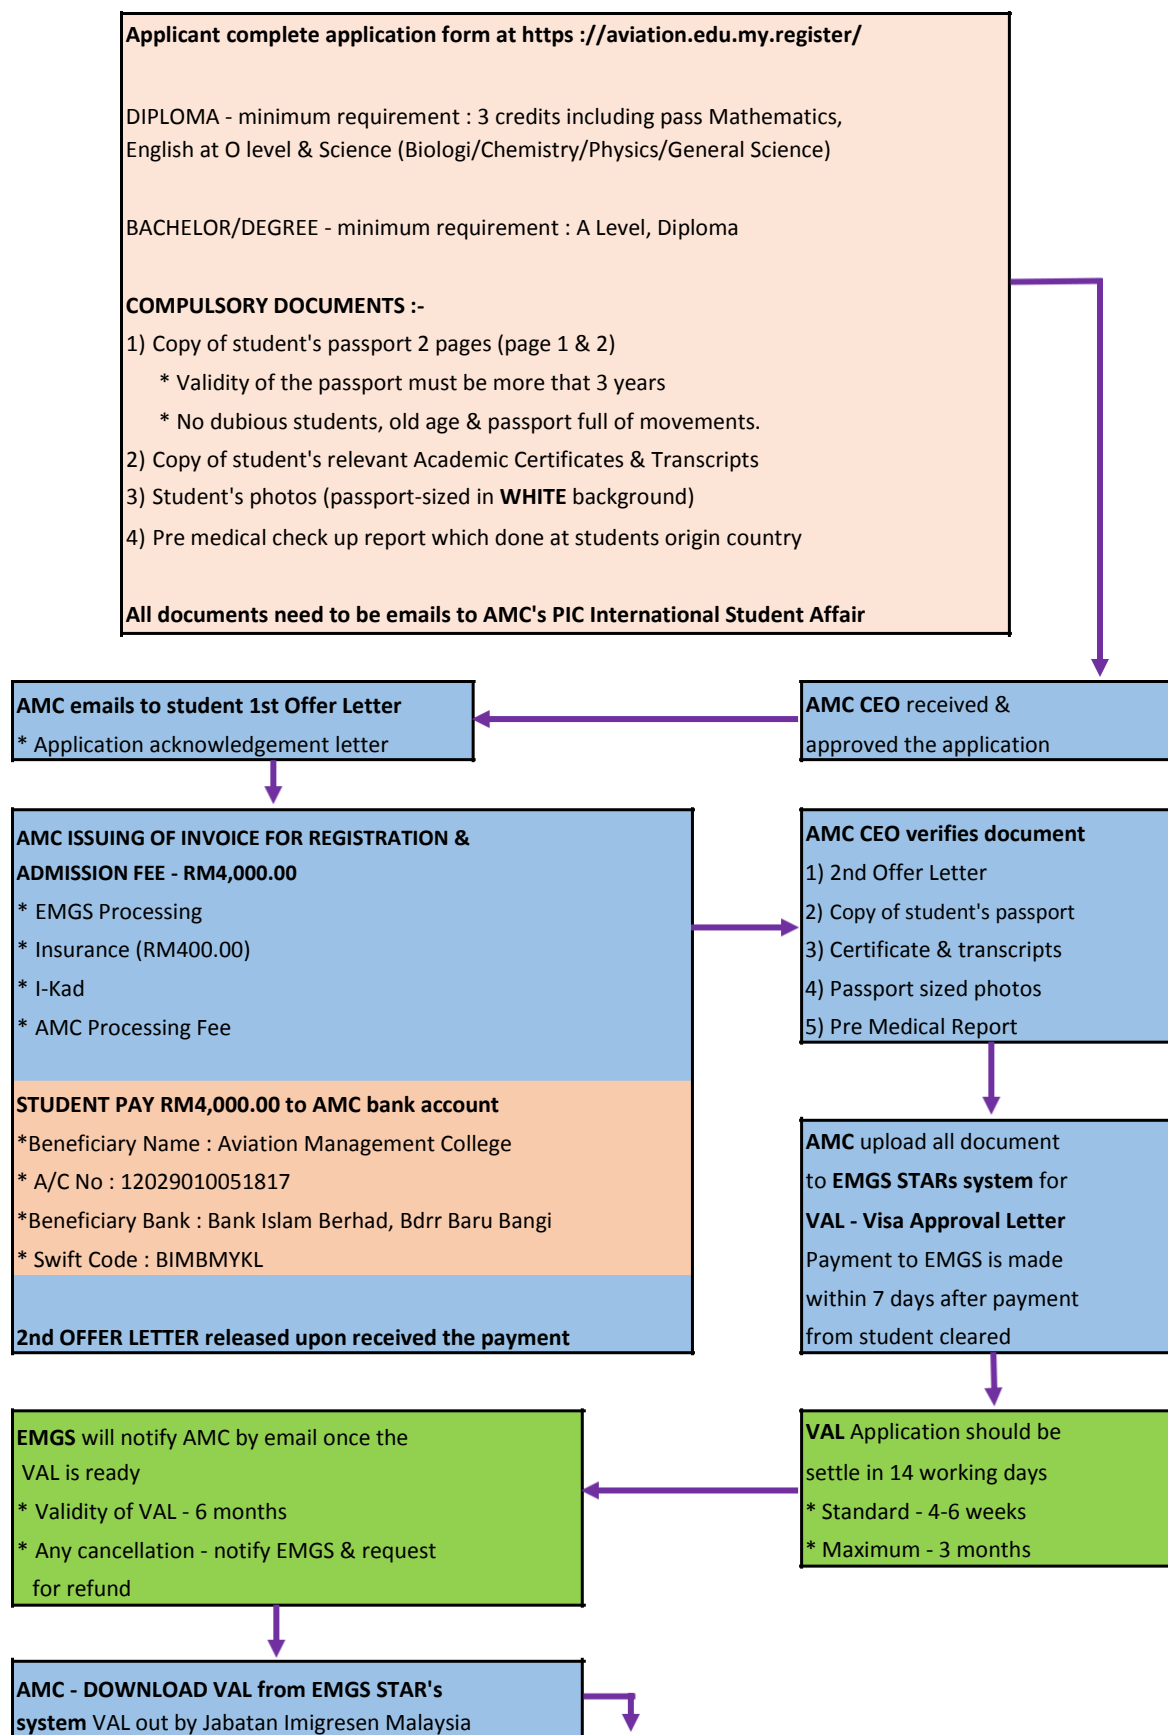 Applicant complete application form at https ://aviation.edu.my.register/
DIPLOMA - minimum requirement : 3 credits including pass Mathematics,
English at O level & Science (Biologi/Chemistry/Physics/General Science)
BACHELOR/DEGREE - minimum requirement : A Level, Diploma
COMPULSORY DOCUMENTS :-
1) Copy of student's passport 2 pages (page 1 & 2)
* Validity of the passport must be more that 3 years
* No dubious students, old age & passport full of movements.
2) Copy of student's relevant Academic Certificates & Transcripts
3) Student's photos (passport-sized in WHITE background)
4) Pre medical check up report which done at students origin country
All documents need to be emails to AMC's PIC International Student Affair
AMC CEO received &
approved the application
AMC emails to student 1st Offer Letter
* Application acknowledgement letter
AMC ISSUING OF INVOICE FOR REGISTRATION &
ADMISSION FEE - RM4,000.00
* EMGS Processing
* Insurance (RM400.00)
* I-Kad
* AMC Processing Fee
STUDENT PAY RM4,000.00 to AMC bank account
*Beneficiary Name : Aviation Management College
* A/C No : 12029010051817
*Beneficiary Bank : Bank Islam Berhad, Bdrr Baru Bangi
* Swift Code : BIMBMYKL
2nd OFFER LETTER released upon received the payment
AMC CEO verifies document
1) 2nd Offer Letter
2) Copy of student's passport
3) Certificate & transcripts
4) Passport sized photos
5) Pre Medical Report
AMC upload all document
to EMGS STARs system for
VAL - Visa Approval Letter
Payment to EMGS is made
within 7 days after payment
from student cleared
VAL Application should be
settle in 14 working days
* Standard - 4-6 weeks
* Maximum - 3 months
EMGS will notify AMC by email once the
VAL is ready
* Validity of VAL - 6 months
* Any cancellation - notify EMGS & request
for refund
AMC - DOWNLOAD VAL from EMGS STAR's
system VAL out by Jabatan Imigresen Malaysia